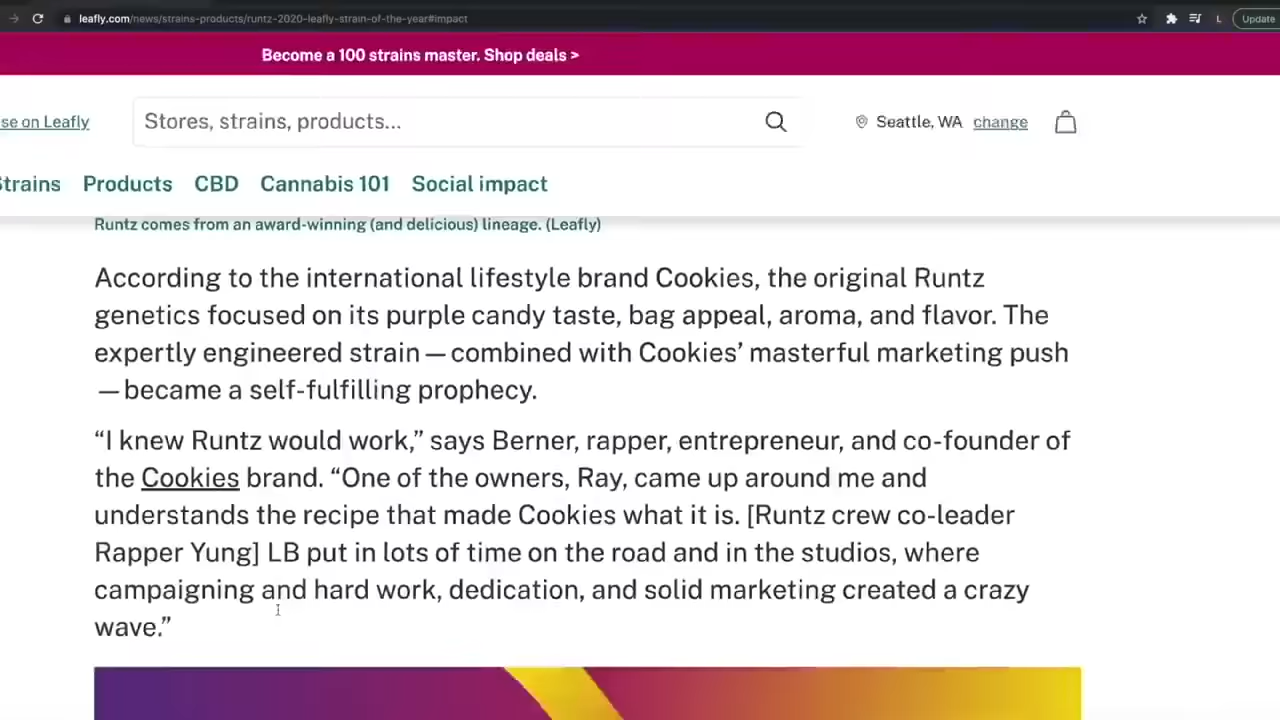 leafly.com/news/strains-products/runtz-2020-leafly-strain-of-the-year#impact
L
Update
Become a 100 strains master. Shop deals >
se on Leafly
Stores, strains, products...
Seattle, WA change
Strains Products CBD Cannabis 101 Social impact
Runtz comes from an award-winning (and delicious) lineage. (Leafly)
According to the international lifestyle brand Cookies, the original Runtz
genetics focused on its purple candy taste, bag appeal, aroma, and flavor. The
expertly engineered strain—combined with Cookies’ masterful marketing push
—became a self-fulfilling prophecy.
“I knew Runtz would work,” says Berner, rapper, entrepreneur, and co-founder of
the Cookies brand. “One of the owners, Ray, came up around me and
understands the recipe that made Cookies what it is. [Runtz crew co-leader
Rapper Yung] LB put in lots of time on the road and in the studios, where
campaigning and hard work, dedication, and solid marketing created a crazy
wave.”